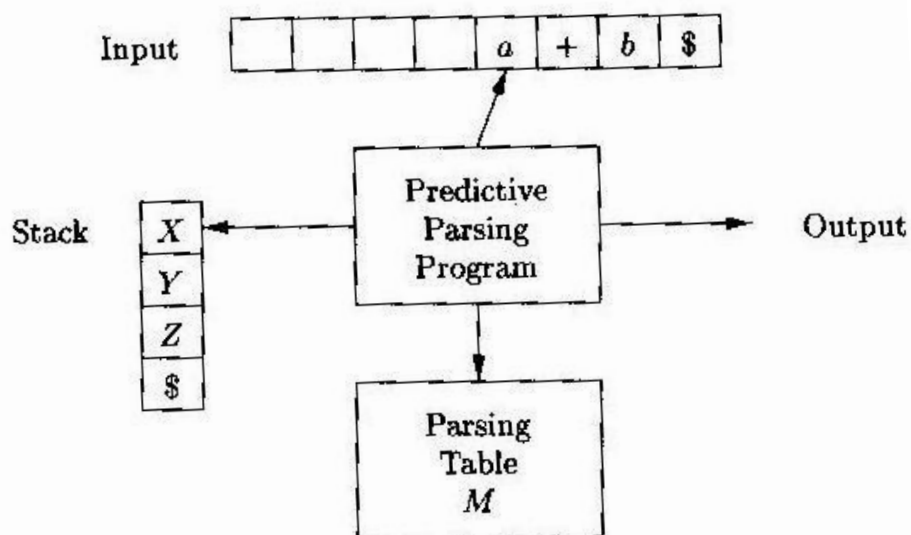 Input a + b $
Predictive
Parsing
Program
Stack X
Y
Z
$
Output
Parsing
Table
M